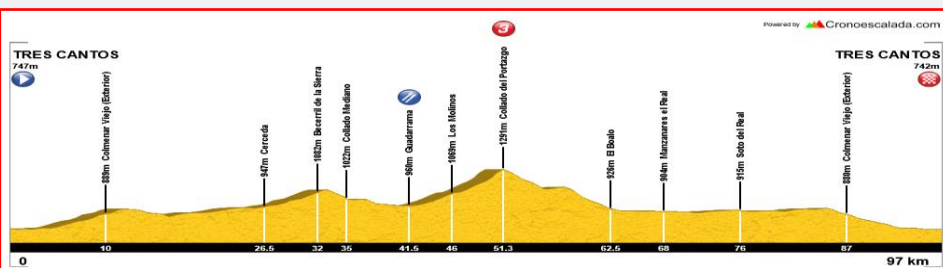 Powered by Cronoescalada.com
TRES CANTOS
747m
889m Colmenar Viejo (Exterior)
947m Cerceda
1082m Becerril de la Sierra
1022m Collado Mediano
960m Guadarrama
1069m Los Molinos
3
1291m Collado del Portazgo
926m El Boalo
904m Manzanares el Real
915m Soto del Real
880m Colmenar Viejo (Exterior)
TRES CANTOS
742m
10
26.5
32
35
41.5
46
51.3
62.5
68
76
87
0
97 km